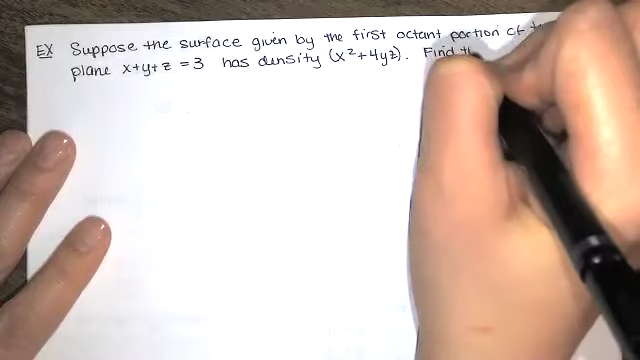 EX Suppose the surface given by the first octant portion of
plane x+y+z = 3 has density (x²+4yz). Find